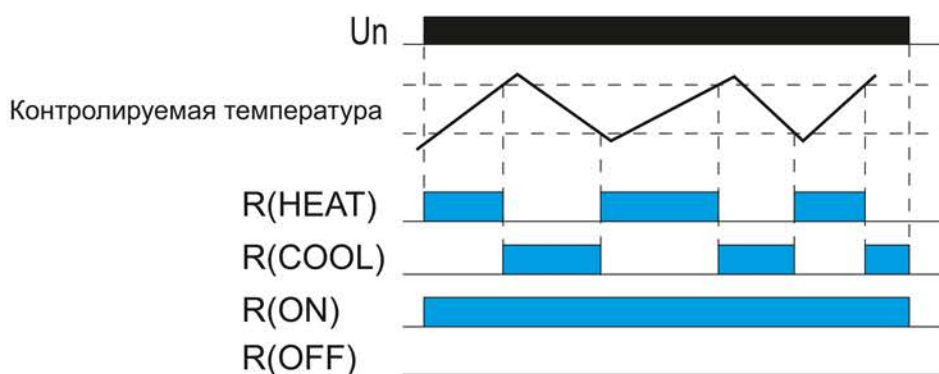 Un
Контролируемая температура
R(HEAT)
R(COOL)
R(ON)
R(OFF)